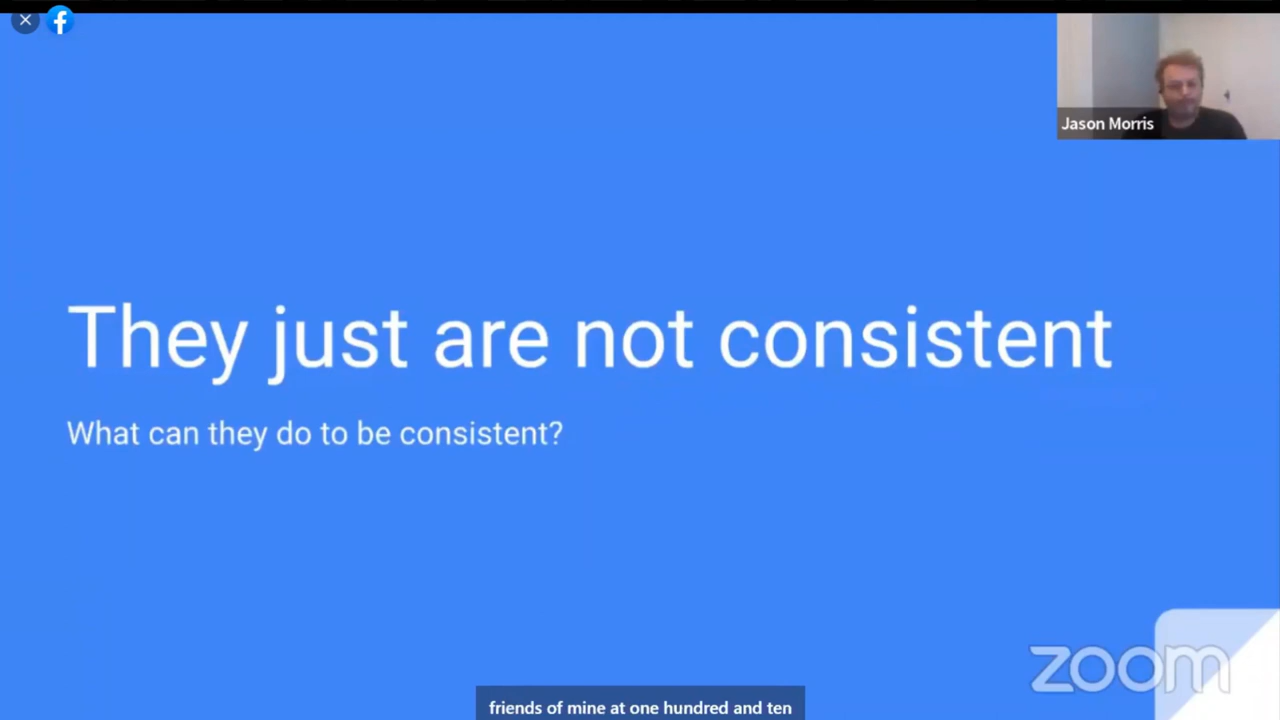 Jason Morris
They just are not consistent
What can they do to be consistent?
zoom
friends of mine at one hundred and ten